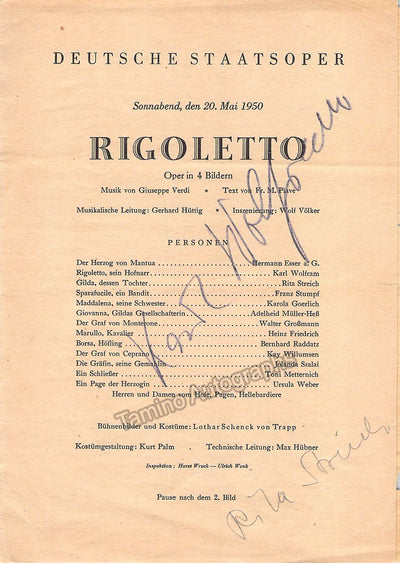 DEUTSCHE STAATSOPER
Sonnabend, den 20. Mai 1950
RIGOLETTO
Oper in 4 Bildern
Musik von Giuseppe Verdi • Text von Fr. M. Piave
Musikalische Leitung: Gerhard Hüttig • Inszenierung: Wolf Völker
PERSONEN
Der Herzog von Mantua ........ Hermann Esser a. G.
Rigoletto, sein Hofnarr ........ Karl Wolfram
Gilda, dessen Tochter ........ Rita Streich
Sparafucile, ein Bandit ........ Franz Stumpf
Maddalena, seine Schwester ........ Karola Goerlich
Giovanna, Gildas Gesellschafterin ........ Adelheid Müller-Heß
Der Graf von Monterone ........ Walter Großmann
Marullo, Kavalier ........ Heinz Friedrich
Borsa, Höfling ........ Bernhard Raddatz
Der Graf von Ceprano ........ Kay Willumsen
Die Gräfin, seine Gemahlin ........ Jolanda Szalai
Ein Schließer ........ Toni Metternich
Ein Page der Herzogin ........ Ursula Weber
Herren und Damen vom Hofe, Pagen, Hellebardiere
Bühnenbilder und Kostüme: Lothar Schenck von Trapp
Kostümgestaltung: Kurt Palm • Technische Leitung: Max Hübner
Inspektion: Horst Wruck — Ulrich Wenk
Pause nach dem 2. Bild
Karl Wolfram
Rita Streich
Tamino Autographs